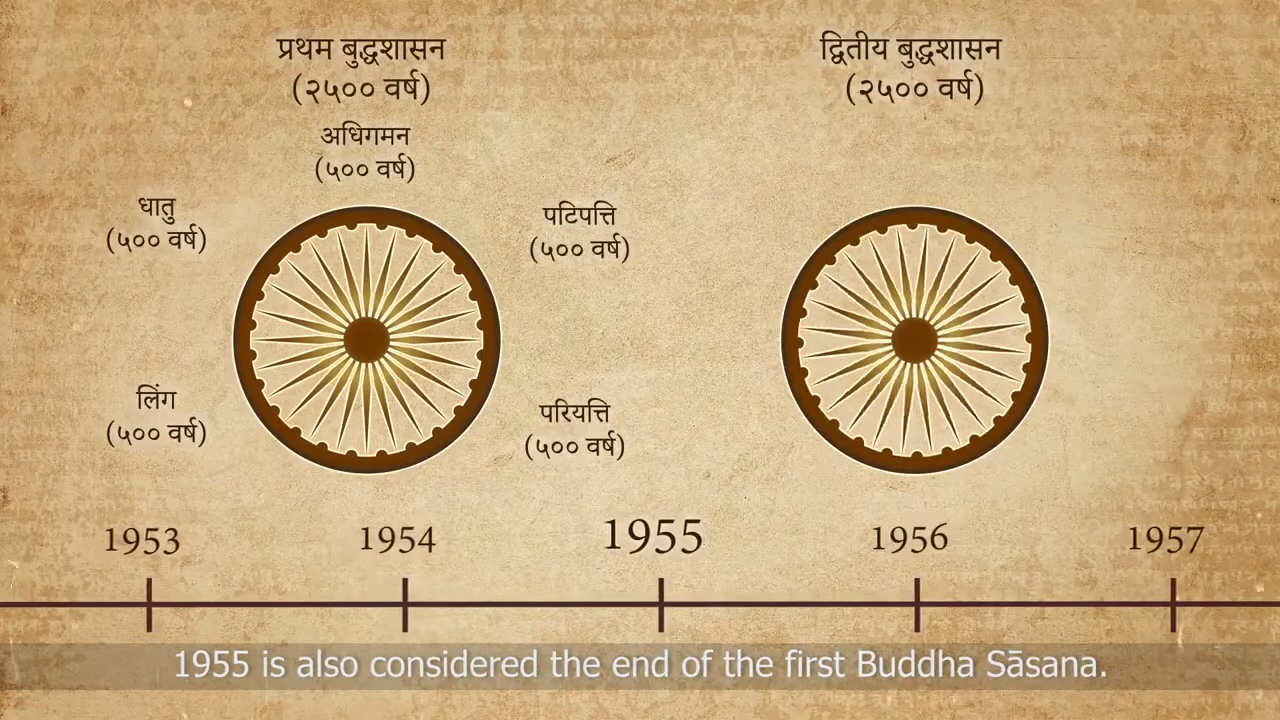 प्रथम बुद्धशासन
(२५०० वर्ष)
द्वितीय बुद्धशासन
(२५०० वर्ष)
अधिगमन
(५०० वर्ष)
धातु
(५०० वर्ष)
पटिपत्ति
(५०० वर्ष)
लिंग
(५०० वर्ष)
परियत्ति
(५०० वर्ष)
1953 1954 1955 1956 1957
1955 is also considered the end of the first Buddha Sāsana.